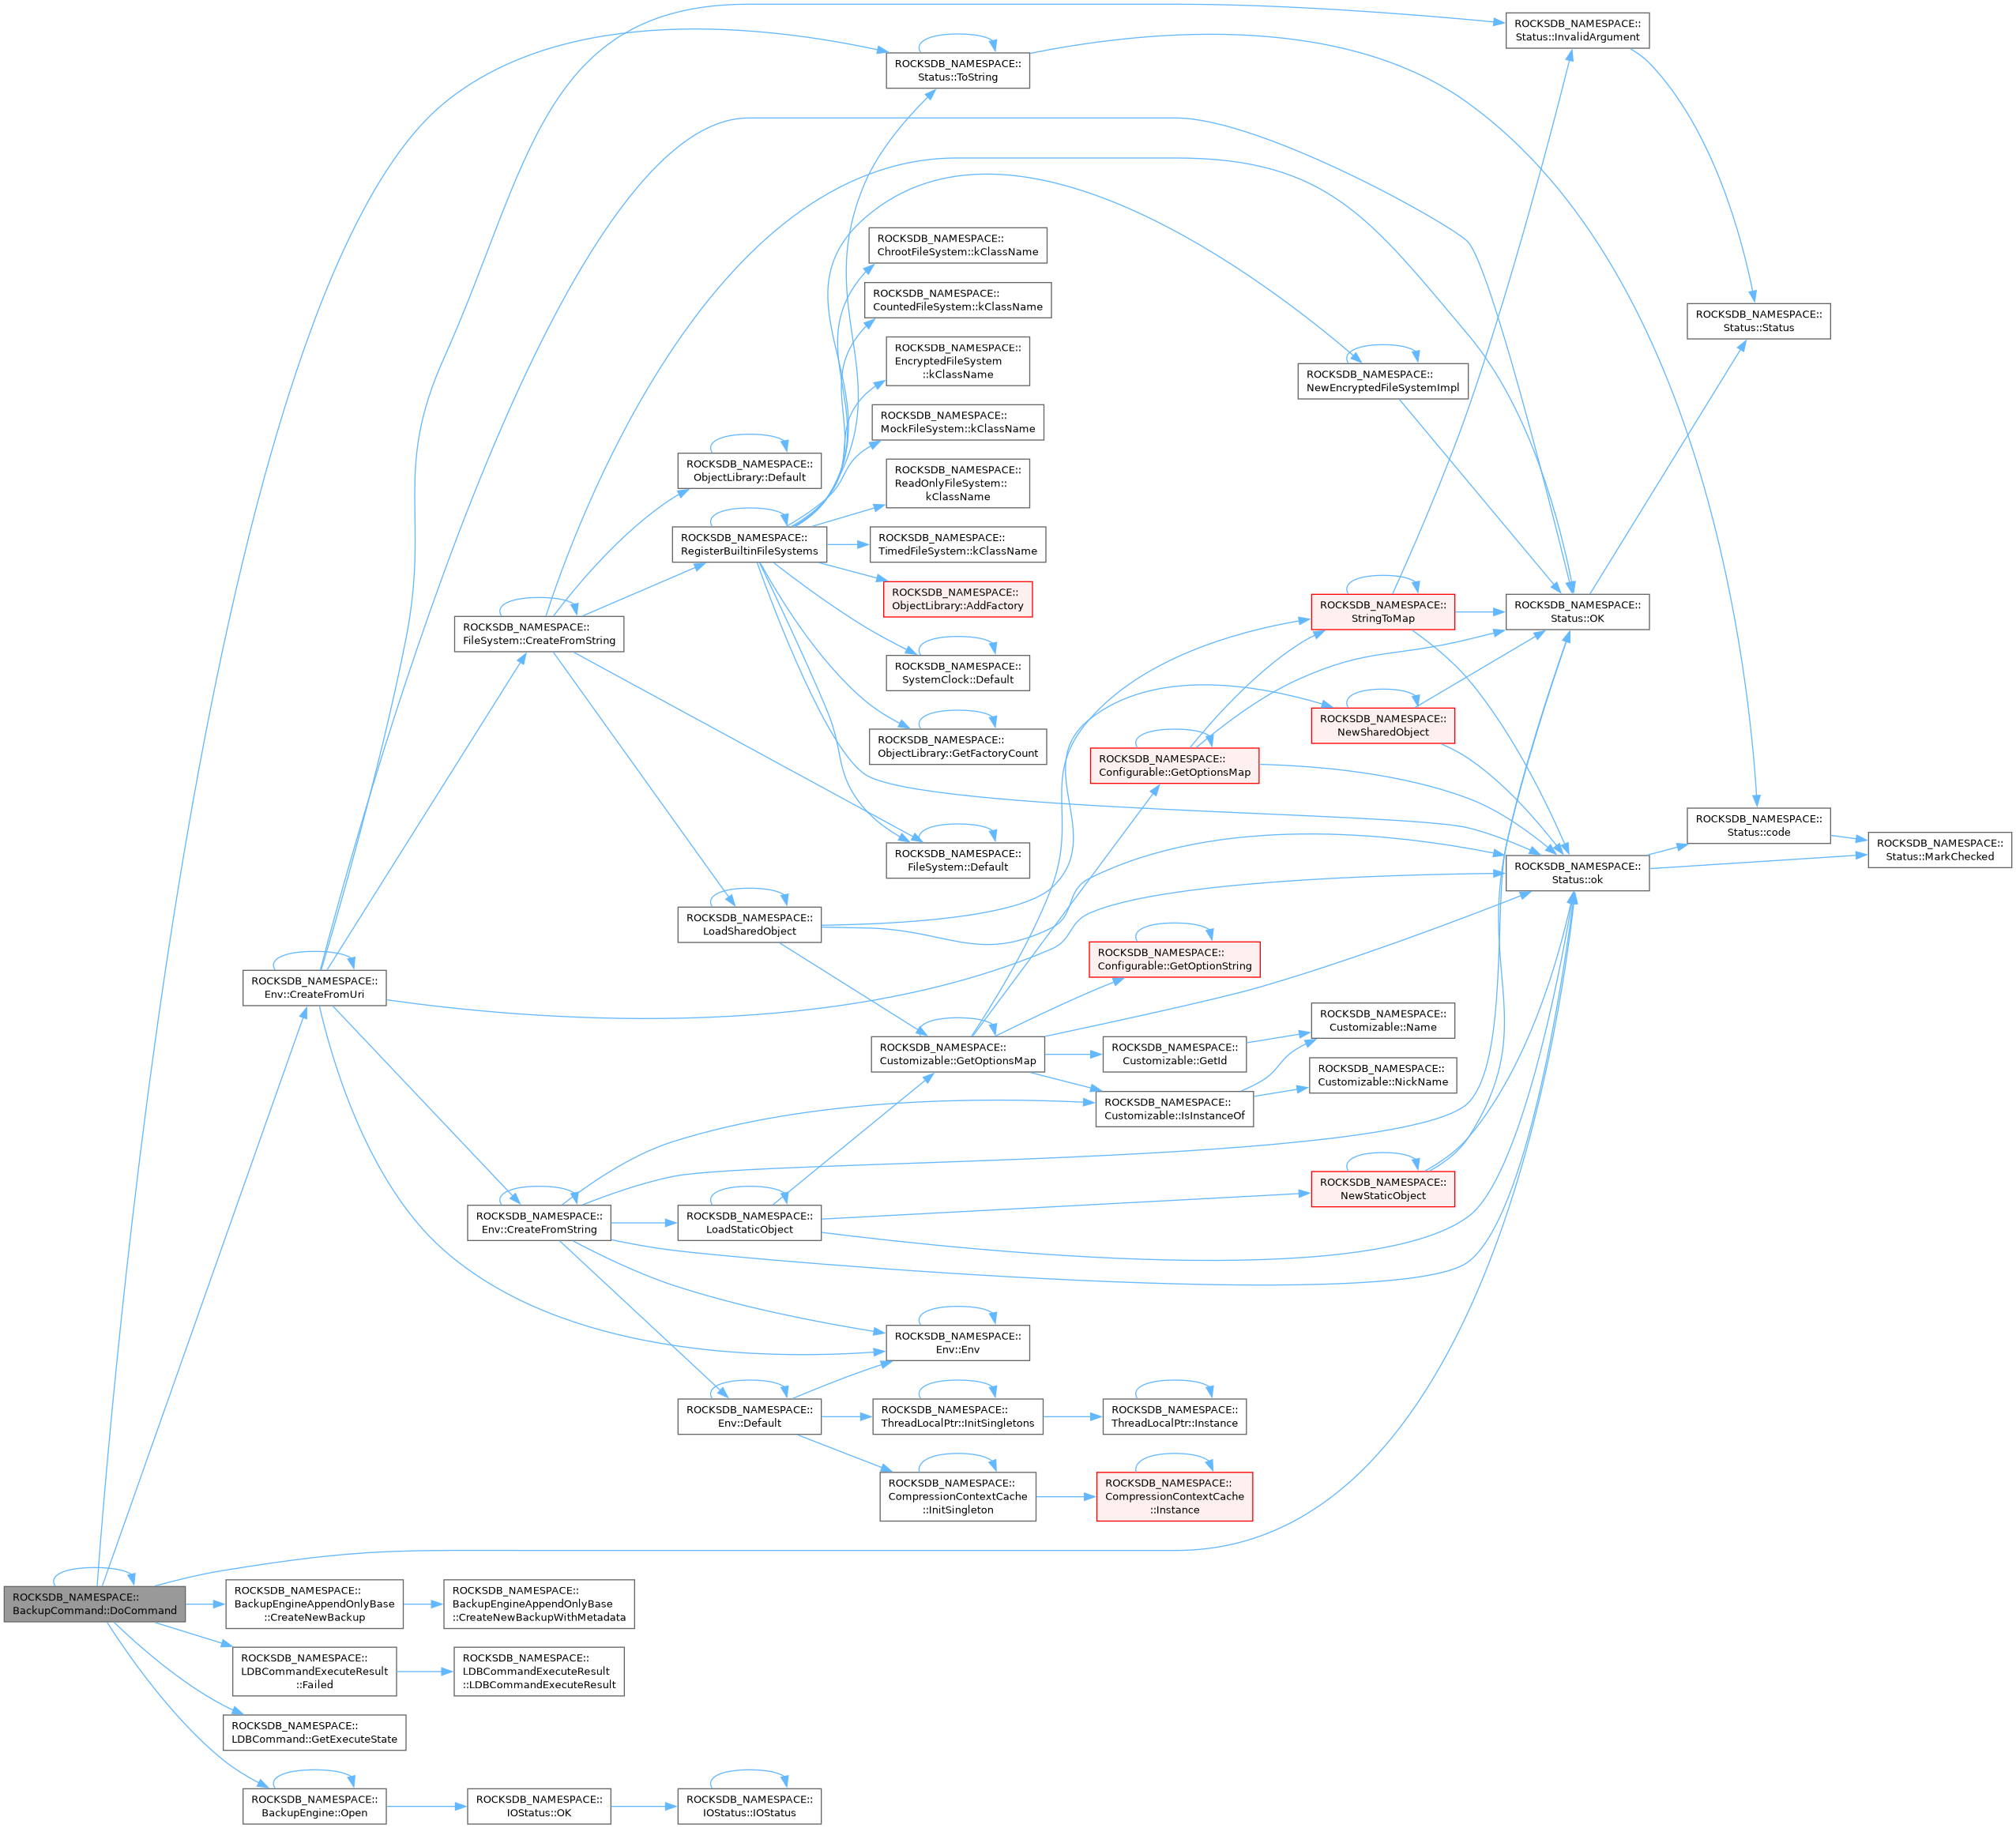 ROCKSDB_NAMESPACE::
BackupCommand::DoCommand
ROCKSDB_NAMESPACE::
Status::ToString
ROCKSDB_NAMESPACE::
Env::CreateFromUri
ROCKSDB_NAMESPACE::
BackupEngineAppendOnlyBase
::CreateNewBackup
ROCKSDB_NAMESPACE::
BackupEngineAppendOnlyBase
::CreateNewBackupWithMetadata
ROCKSDB_NAMESPACE::
LDBCommandExecuteResult
::Failed
ROCKSDB_NAMESPACE::
LDBCommandExecuteResult
::LDBCommandExecuteResult
ROCKSDB_NAMESPACE::
LDBCommand::GetExecuteState
ROCKSDB_NAMESPACE::
BackupEngine::Open
ROCKSDB_NAMESPACE::
IOStatus::OK
ROCKSDB_NAMESPACE::
IOStatus::IOStatus
ROCKSDB_NAMESPACE::
FileSystem::CreateFromString
ROCKSDB_NAMESPACE::
Env::CreateFromString
ROCKSDB_NAMESPACE::
ObjectLibrary::Default
ROCKSDB_NAMESPACE::
RegisterBuiltinFileSystems
ROCKSDB_NAMESPACE::
LoadSharedObject
ROCKSDB_NAMESPACE::
LoadStaticObject
ROCKSDB_NAMESPACE::
Env::Default
ROCKSDB_NAMESPACE::
ChrootFileSystem::kClassName
ROCKSDB_NAMESPACE::
CountedFileSystem::kClassName
ROCKSDB_NAMESPACE::
EncryptedFileSystem
::kClassName
ROCKSDB_NAMESPACE::
MockFileSystem::kClassName
ROCKSDB_NAMESPACE::
ReadOnlyFileSystem::
kClassName
ROCKSDB_NAMESPACE::
TimedFileSystem::kClassName
ROCKSDB_NAMESPACE::
ObjectLibrary::AddFactory
ROCKSDB_NAMESPACE::
SystemClock::Default
ROCKSDB_NAMESPACE::
ObjectLibrary::GetFactoryCount
ROCKSDB_NAMESPACE::
FileSystem::Default
ROCKSDB_NAMESPACE::
Customizable::GetOptionsMap
ROCKSDB_NAMESPACE::
Env::Env
ROCKSDB_NAMESPACE::
ThreadLocalPtr::InitSingletons
ROCKSDB_NAMESPACE::
CompressionContextCache
::InitSingleton
ROCKSDB_NAMESPACE::
Configurable::GetOptionsMap
ROCKSDB_NAMESPACE::
Configurable::GetOptionString
ROCKSDB_NAMESPACE::
Customizable::GetId
ROCKSDB_NAMESPACE::
Customizable::IsInstanceOf
ROCKSDB_NAMESPACE::
ThreadLocalPtr::Instance
ROCKSDB_NAMESPACE::
CompressionContextCache
::Instance
ROCKSDB_NAMESPACE::
NewEncryptedFileSystemImpl
ROCKSDB_NAMESPACE::
StringToMap
ROCKSDB_NAMESPACE::
NewSharedObject
ROCKSDB_NAMESPACE::
Customizable::Name
ROCKSDB_NAMESPACE::
Customizable::NickName
ROCKSDB_NAMESPACE::
NewStaticObject
ROCKSDB_NAMESPACE::
Status::InvalidArgument
ROCKSDB_NAMESPACE::
Status::OK
ROCKSDB_NAMESPACE::
Status::ok
ROCKSDB_NAMESPACE::
Status::Status
ROCKSDB_NAMESPACE::
Status::code
ROCKSDB_NAMESPACE::
Status::MarkChecked